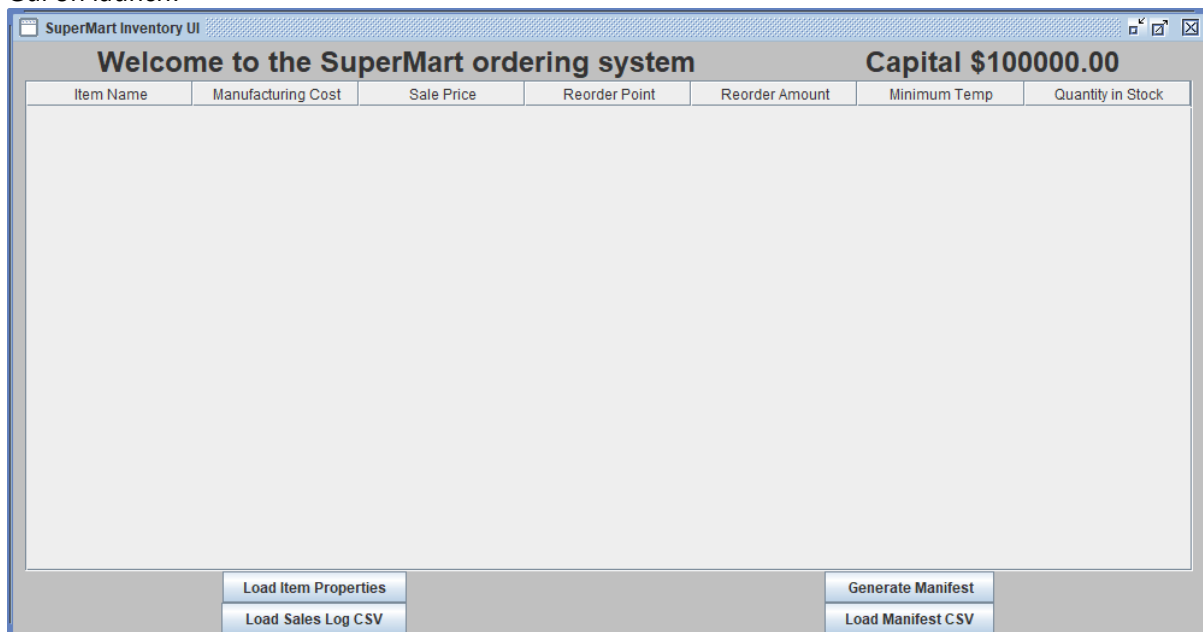 SuperMart Inventory UI
Welcome to the SuperMart ordering system Capital $100000.00
Item Name Manufacturing Cost Sale Price Reorder Point Reorder Amount Minimum Temp Quantity in Stock
Load Item Properties Generate Manifest
Load Sales Log CSV Load Manifest CSV